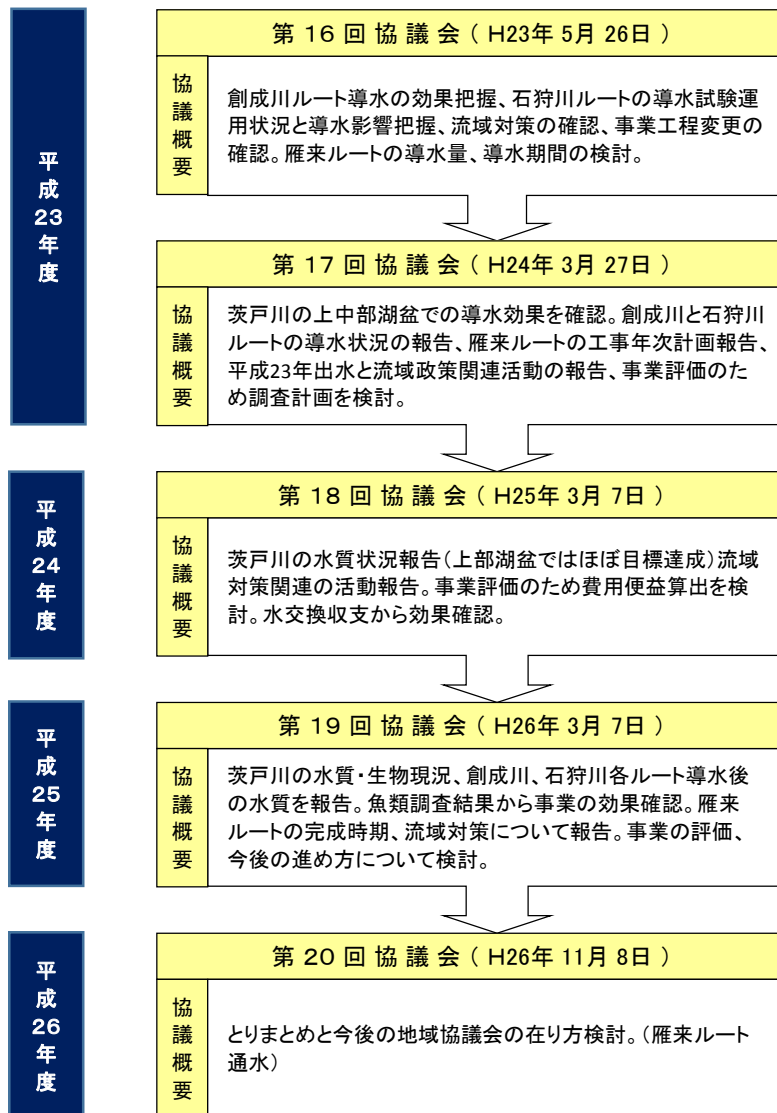 平成23年度
第 16 回 協 議 会 ( H23年 5月 26日 )
協議概要
創成川ルート導水の効果把握、石狩川ルートの導水試験運
用状況と導水影響把握、流域対策の確認、事業工程変更の
確認。雁来ルートの導水量、導水期間の検討。
第 17 回 協 議 会 ( H24年 3月 27日 )
協議概要
茨戸川の上中部湖盆での導水効果を確認。創成川と石狩川
ルートの導水状況の報告、雁来ルートの工事年次計画報告、
平成23年出水と流域政策関連活動の報告、事業評価のた
め調査計画を検討。
平成24年度
第 18 回 協 議 会 ( H25年 3月 7日 )
協議概要
茨戸川の水質状況報告(上部湖盆ではほぼ目標達成)流域
対策関連の活動報告。事業評価のため費用便益算出を検
討。水交換収支から効果確認。
平成25年度
第 19 回 協 議 会 ( H26年 3月 7日 )
協議概要
茨戸川の水質・生物現況、創成川、石狩川各ルート導水後
の水質を報告。魚類調査結果から事業の効果確認。雁来
ルートの完成時期、流域対策について報告。事業の評価、
今後の進め方について検討。
平成26年度
第 20 回 協 議 会 ( H26年 11月 8日 )
協議概要
とりまとめと今後の地域協議会の在り方検討。(雁来ルート
通水)